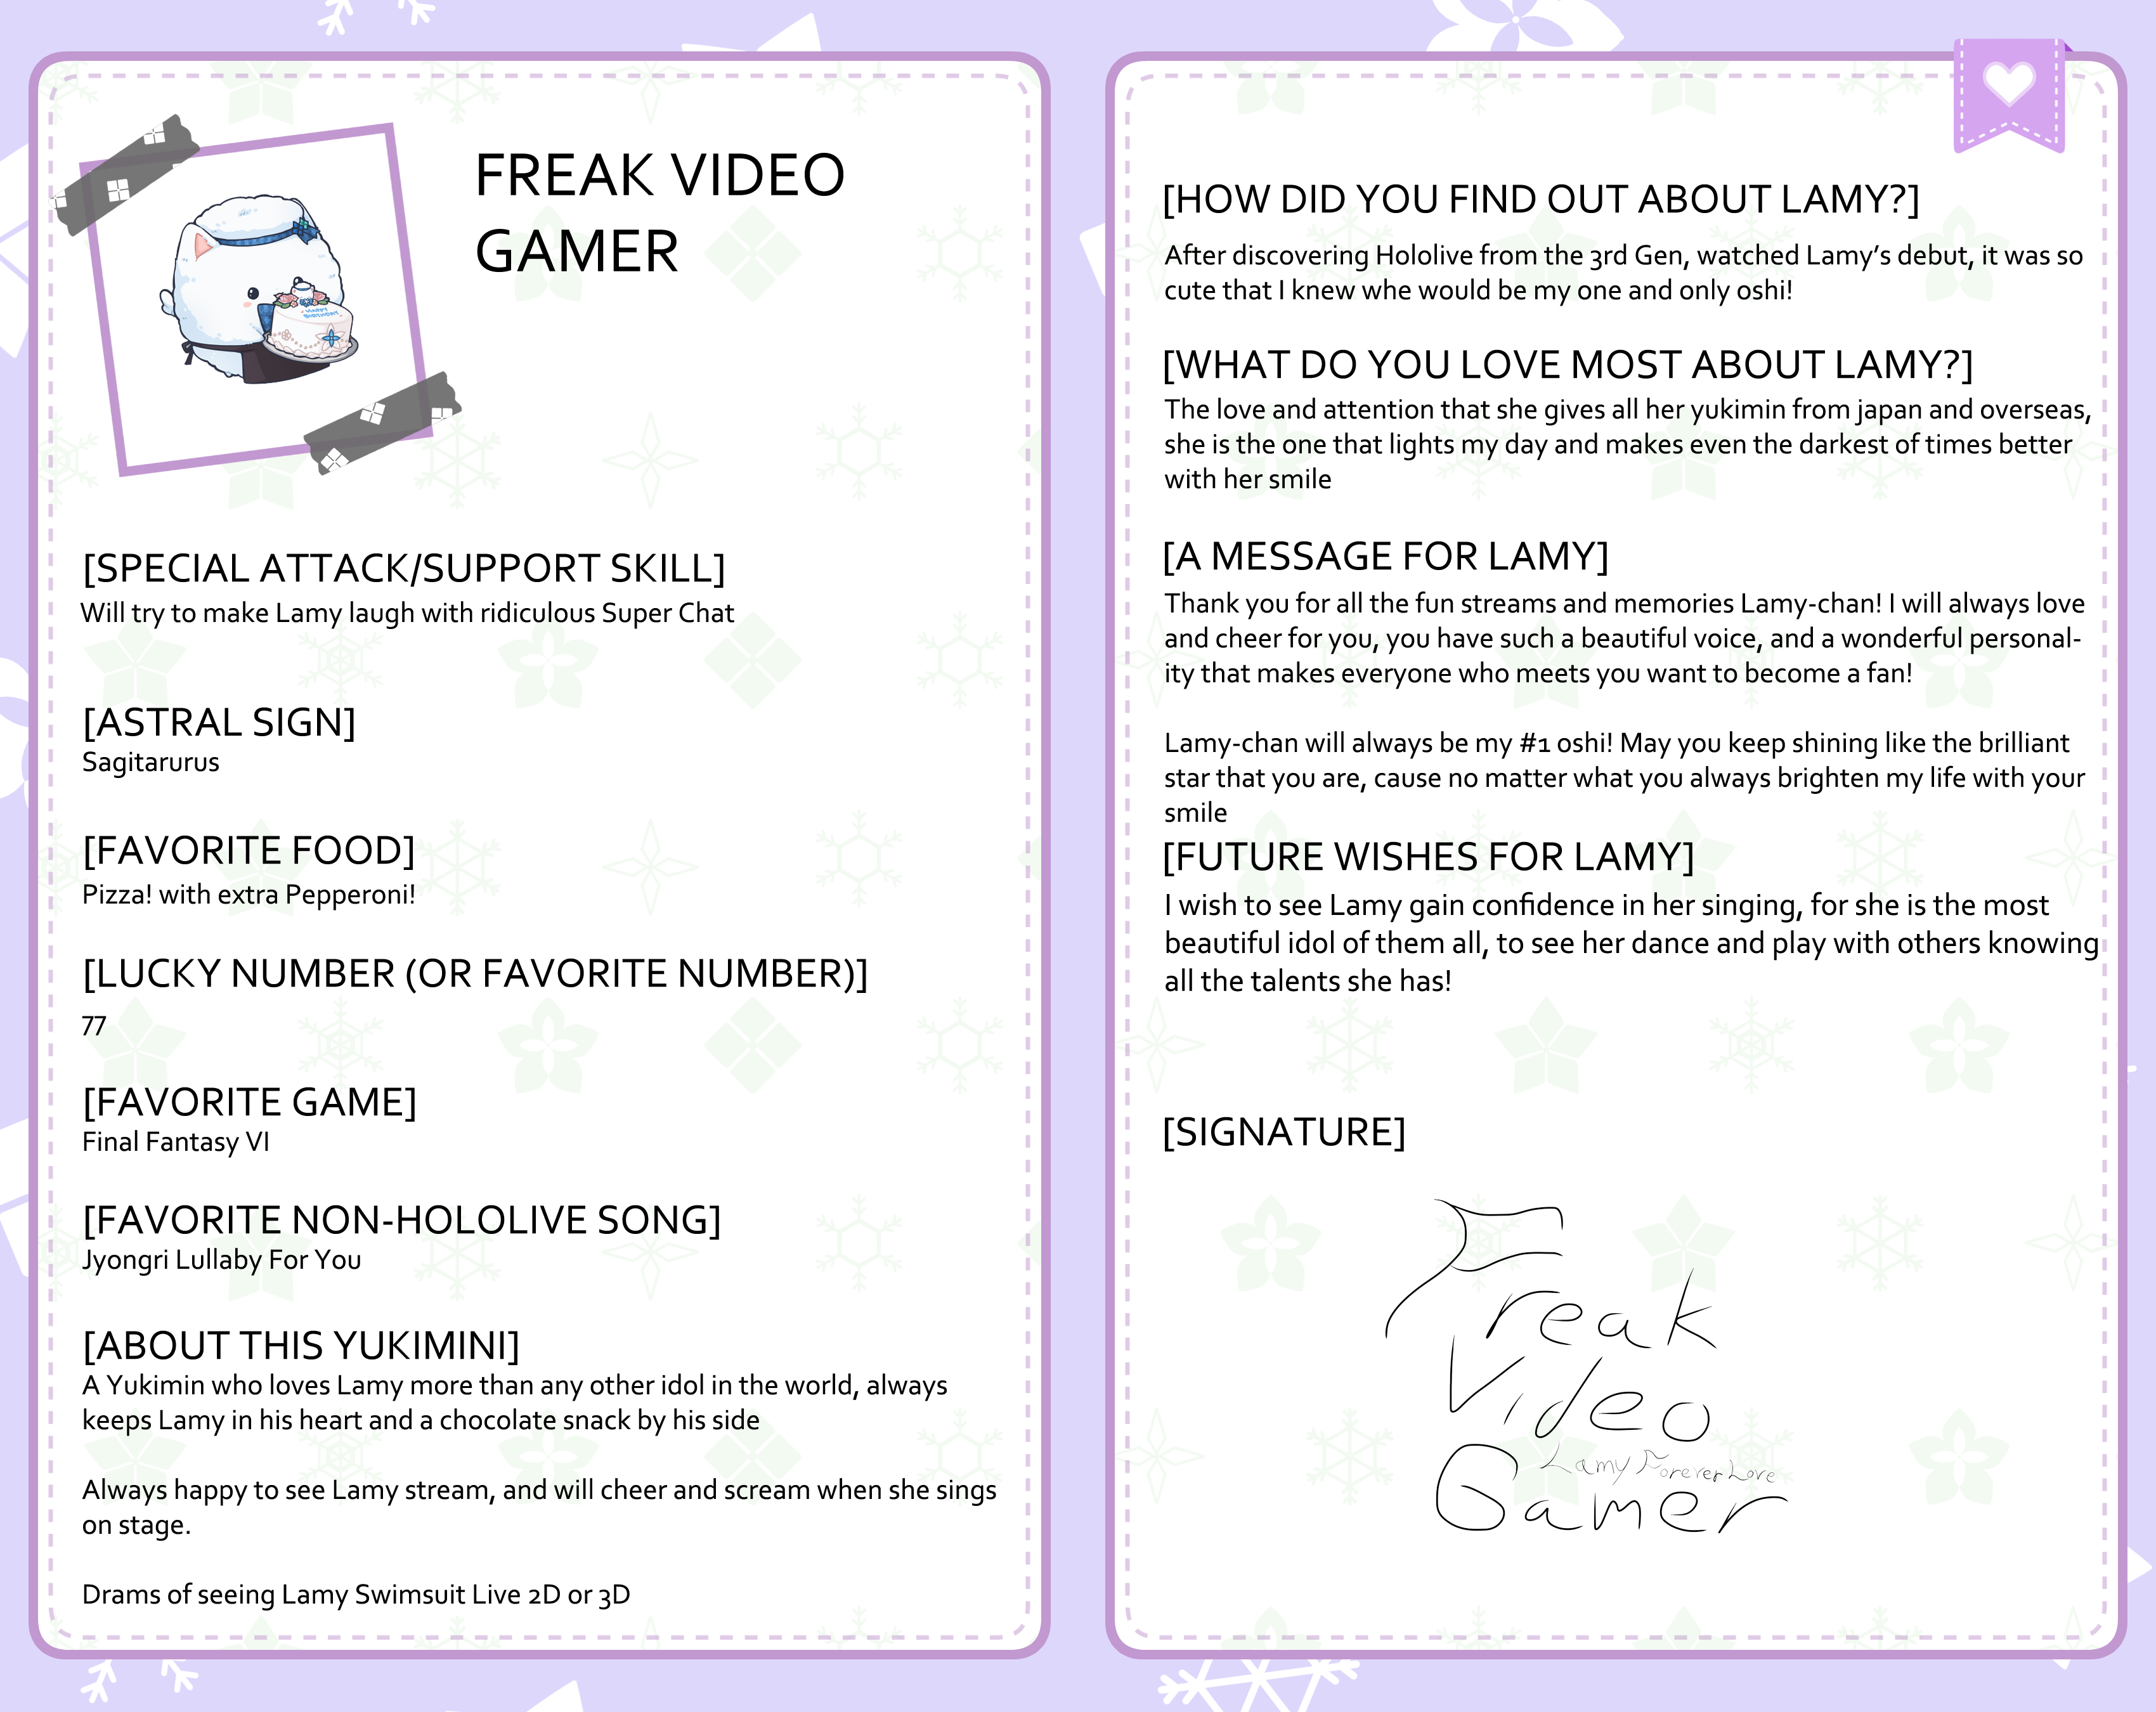 FREAK VIDEO
GAMER
HAPPY
BIRTHDAY
[SPECIAL ATTACK/SUPPORT SKILL]
Will try to make Lamy laugh with ridiculous Super Chat
[ASTRAL SIGN]
Sagitarurus
[FAVORITE FOOD]
Pizza! with extra Pepperoni!
[LUCKY NUMBER (OR FAVORITE NUMBER)]
77
[FAVORITE GAME]
Final Fantasy VI
[FAVORITE NON-HOLOLIVE SONG]
Jyongri Lullaby For You
[ABOUT THIS YUKIMINI]
A Yukimin who loves Lamy more than any other idol in the world, always
keeps Lamy in his heart and a chocolate snack by his side
Always happy to see Lamy stream, and will cheer and scream when she sings
on stage.
Drams of seeing Lamy Swimsuit Live 2D or 3D
[HOW DID YOU FIND OUT ABOUT LAMY?]
After discovering Hololive from the 3rd Gen, watched Lamy’s debut, it was so
cute that I knew whe would be my one and only oshi!
[WHAT DO YOU LOVE MOST ABOUT LAMY?]
The love and attention that she gives all her yukimin from japan and overseas,
she is the one that lights my day and makes even the darkest of times better
with her smile
[A MESSAGE FOR LAMY]
Thank you for all the fun streams and memories Lamy-chan! I will always love
and cheer for you, you have such a beautiful voice, and a wonderful personal-
ity that makes everyone who meets you want to become a fan!
Lamy-chan will always be my #1 oshi! May you keep shining like the brilliant
star that you are, cause no matter what you always brighten my life with your
smile
[FUTURE WISHES FOR LAMY]
I wish to see Lamy gain confidence in her singing, for she is the most
beautiful idol of them all, to see her dance and play with others knowing
all the talents she has!
[SIGNATURE]
Freak
Video
Lamy Forever Love
Gamer